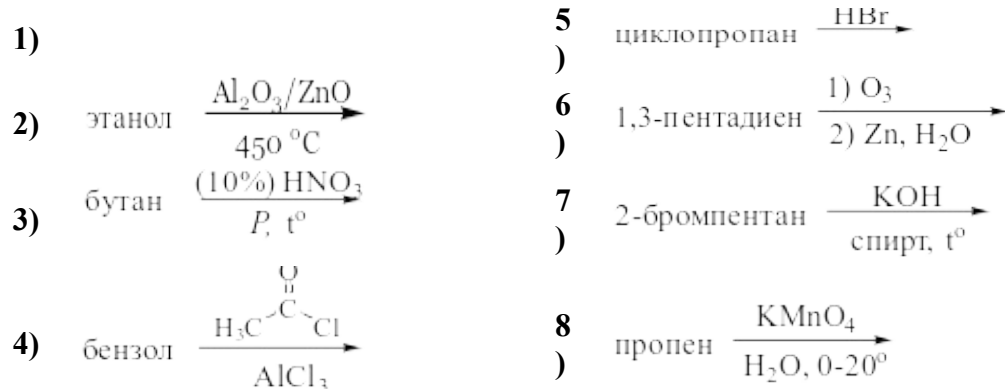 1)
2) этанол Al₂O₃/ZnO
450 °C
3) бутан (10%) HNO₃
P, t°
4) бензол H₃C C O Cl
AlCl₃
5) циклопропан HBr
6) 1,3-пентадиен 1) O₃
2) Zn, H₂O
7) 2-бромпентан KOH
спирт, t°
8) пропен KMnO₄
H₂O, 0-20°